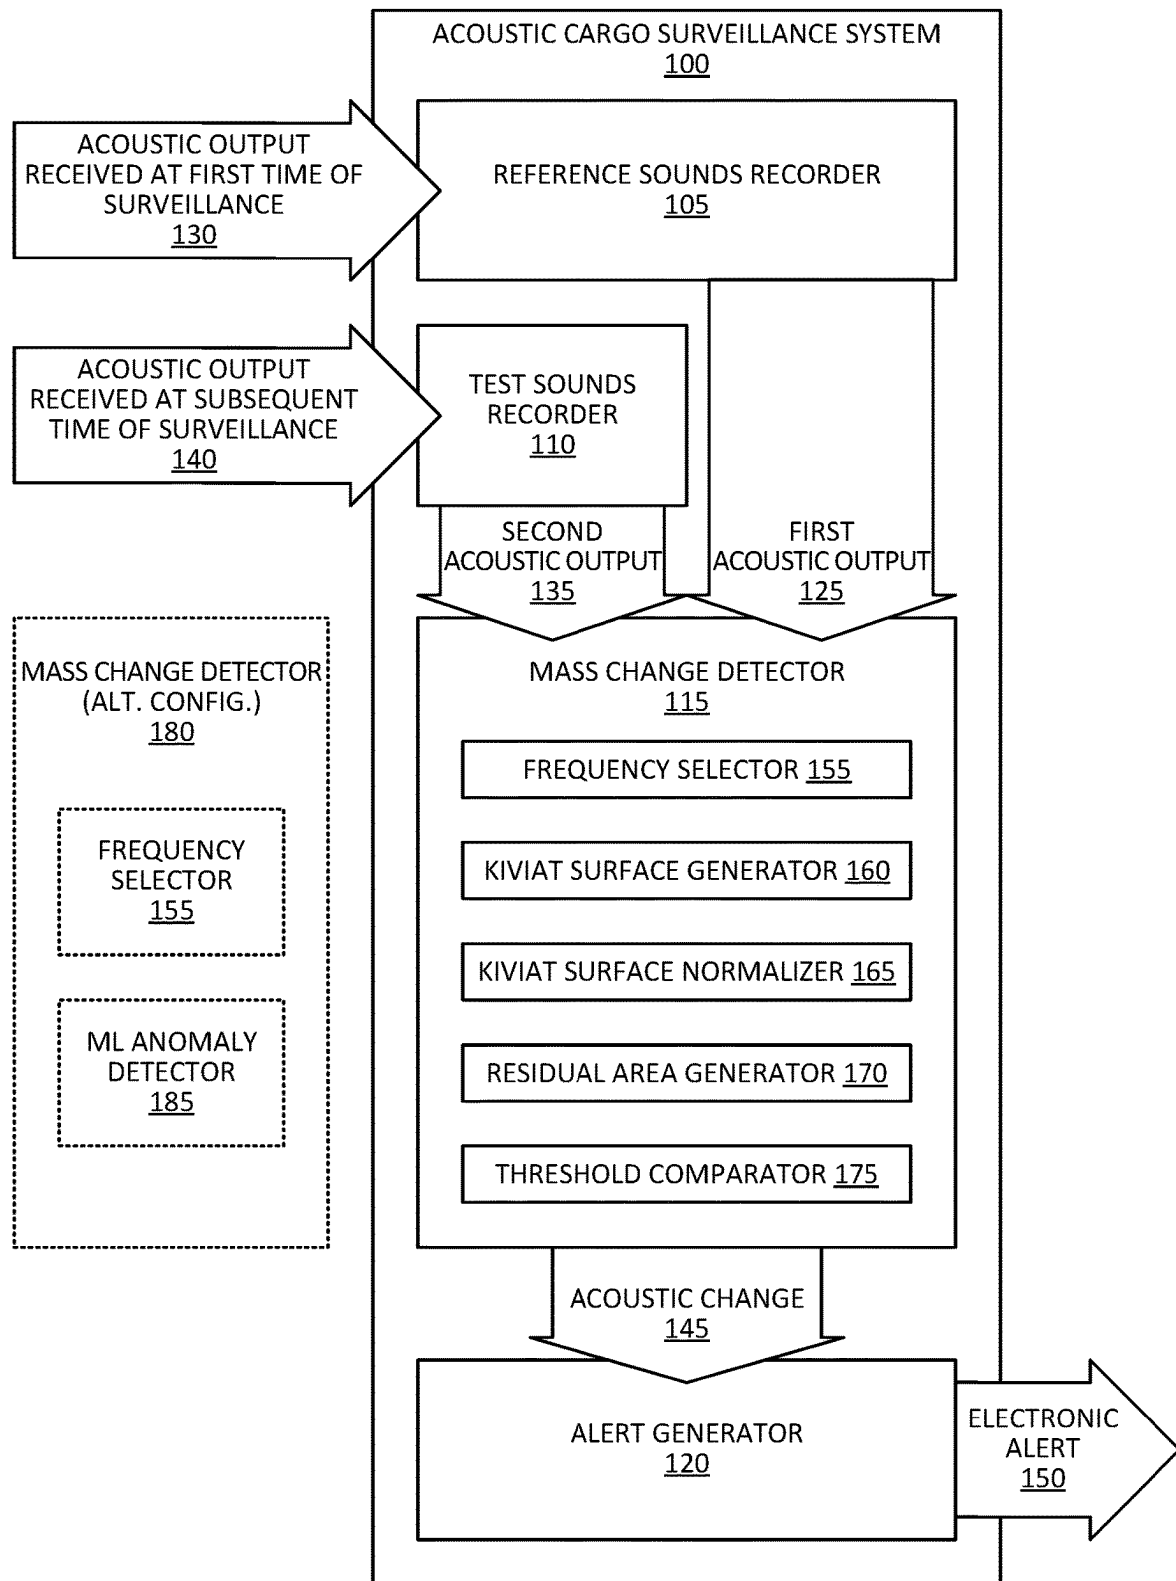 ACOUSTIC CARGO SURVEILLANCE SYSTEM
100
ACOUSTIC OUTPUT
RECEIVED AT FIRST TIME OF
SURVEILLANCE
130
REFERENCE SOUNDS RECORDER
105
ACOUSTIC OUTPUT
RECEIVED AT SUBSEQUENT
TIME OF SURVEILLANCE
140
TEST SOUNDS
RECORDER
110
SECOND
ACOUSTIC OUTPUT
135
FIRST
ACOUSTIC OUTPUT
125
MASS CHANGE DETECTOR
(ALT. CONFIG.)
180
FREQUENCY
SELECTOR
155
ML ANOMALY
DETECTOR
185
MASS CHANGE DETECTOR
115
FREQUENCY SELECTOR 155
KIVIAT SURFACE GENERATOR 160
KIVIAT SURFACE NORMALIZER 165
RESIDUAL AREA GENERATOR 170
THRESHOLD COMPARATOR 175
ACOUSTIC CHANGE
145
ALERT GENERATOR
120
ELECTRONIC
ALERT
150